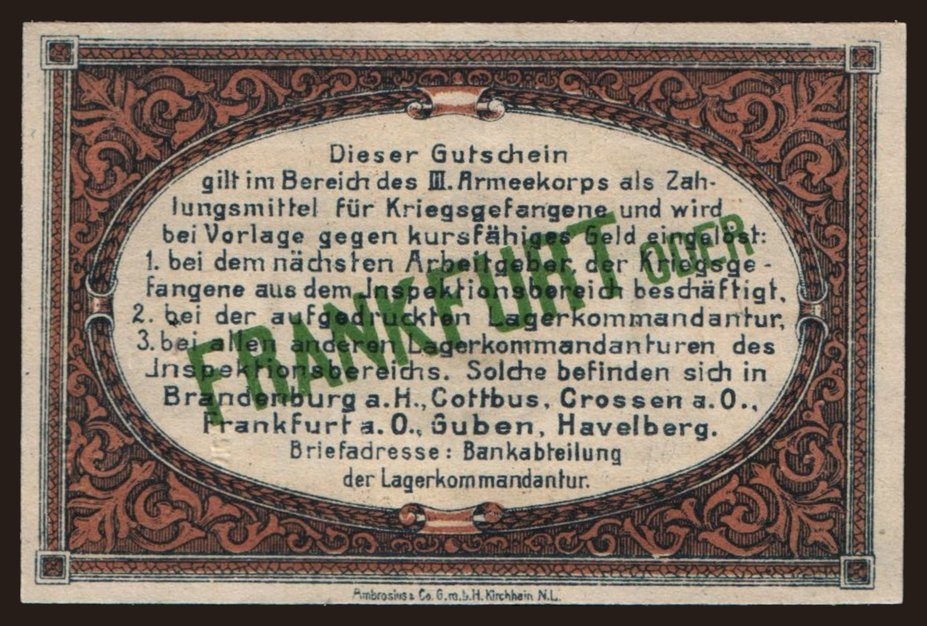 Dieser Gutschein
gilt im Bereich des III. Armeekorps als Zah-
lungsmittel für Kriegsgefangene und wird
bei Vorlage gegen kursfähiges Geld eingelöst:
1. bei dem nächsten Arbeitgeber, der Kriegsge-
fangene aus dem Inspektionsbereich beschäftigt,
2. bei der aufgedruckten Lagerkommandantur,
3. bei allen anderen Lagerkommandanturen des
Inspektionsbereichs. Solche befinden sich in
Brandenburg a.H., Cottbus, Crossen a.O.,
Frankfurt a.O., Guben, Havelberg.
Briefadresse: Bankabteilung
der Lagerkommandantur.
FRANKFURT ODER
Ambrosius & Co. G.m.b.H. Kirchhain N.L.